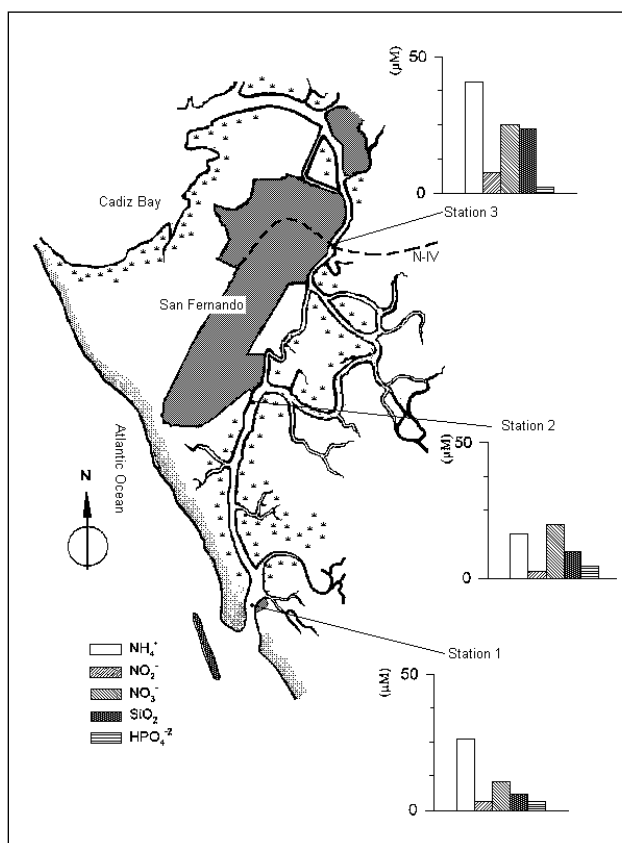 50
(µM)
0
Cadiz Bay
Station 3
N-IV
San Fernando
Station 2
50
(µM)
0
Atlantic Ocean
N
Station 1
50
(µM)
0
NH₄⁺
NO₂⁻
NO₃⁻
SiO₂
HPO₄⁻²